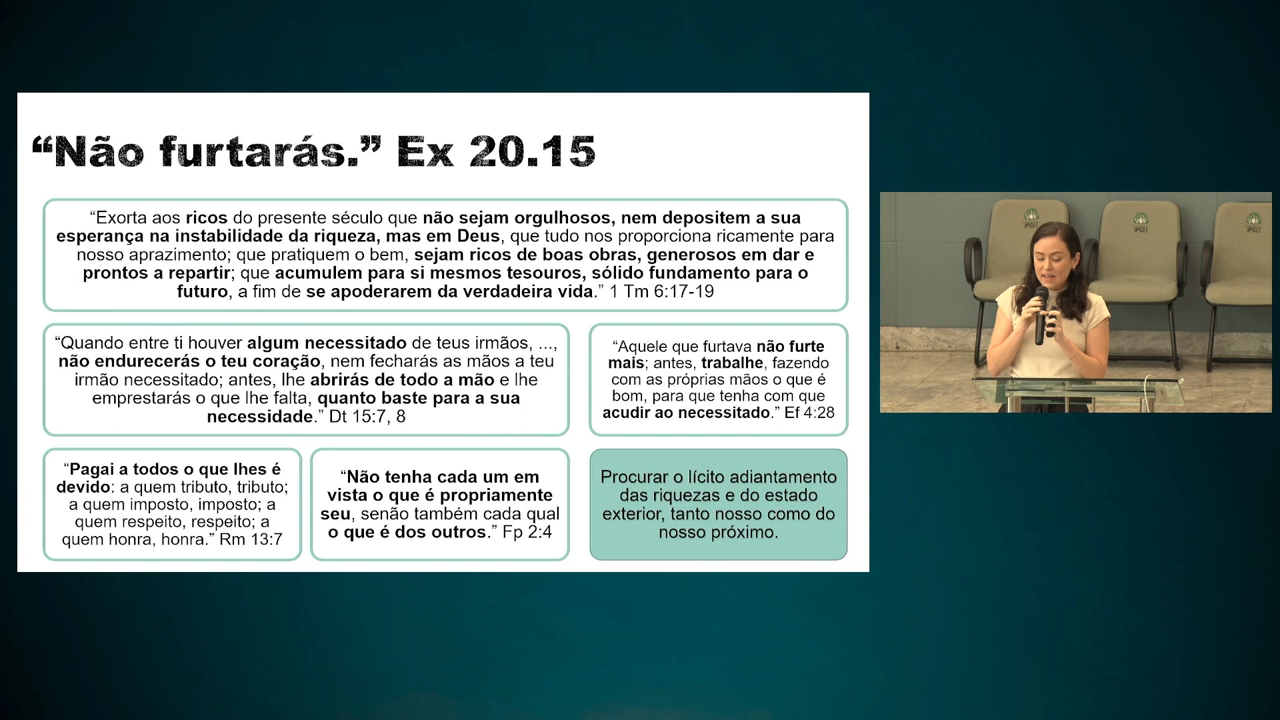 “Não furtarás.” Ex 20.15
“Exorta aos ricos do presente século que não sejam orgulhosos, nem depositem a sua
esperança na instabilidade da riqueza, mas em Deus, que tudo nos proporciona ricamente para
nosso aprazimento; que pratiquem o bem, sejam ricos de boas obras, generosos em dar e
prontos a repartir; que acumulem para si mesmos tesouros, sólido fundamento para o
futuro, a fim de se apoderarem da verdadeira vida.” 1 Tm 6:17-19
“Quando entre ti houver algum necessitado de teus irmãos, ...,
não endurecerás o teu coração, nem fecharás as mãos a teu
irmão necessitado; antes, lhe abrirás de todo a mão e lhe
emprestarás o que lhe falta, quanto baste para a sua
necessidade.” Dt 15:7, 8
“Aquele que furtava não furte
mais; antes, trabalhe, fazendo
com as próprias mãos o que é
bom, para que tenha com que
acudir ao necessitado.” Ef 4:28
“Pagai a todos o que lhes é
devido: a quem tributo, tributo;
a quem imposto, imposto; a
quem respeito, respeito; a
quem honra, honra.” Rm 13:7
“Não tenha cada um em
vista o que é propriamente
seu, senão também cada qual
o que é dos outros.” Fp 2:4
Procurar o lícito adiantamento
das riquezas e do estado
exterior, tanto nosso como do
nosso próximo.